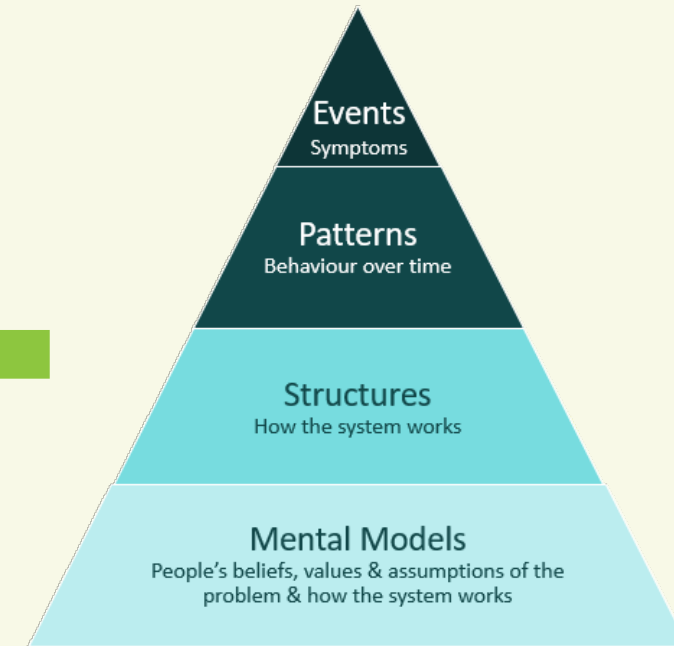 Events
Symptoms
Patterns
Behaviour over time
Structures
How the system works
Mental Models
People’s beliefs, values & assumptions of the
problem & how the system works